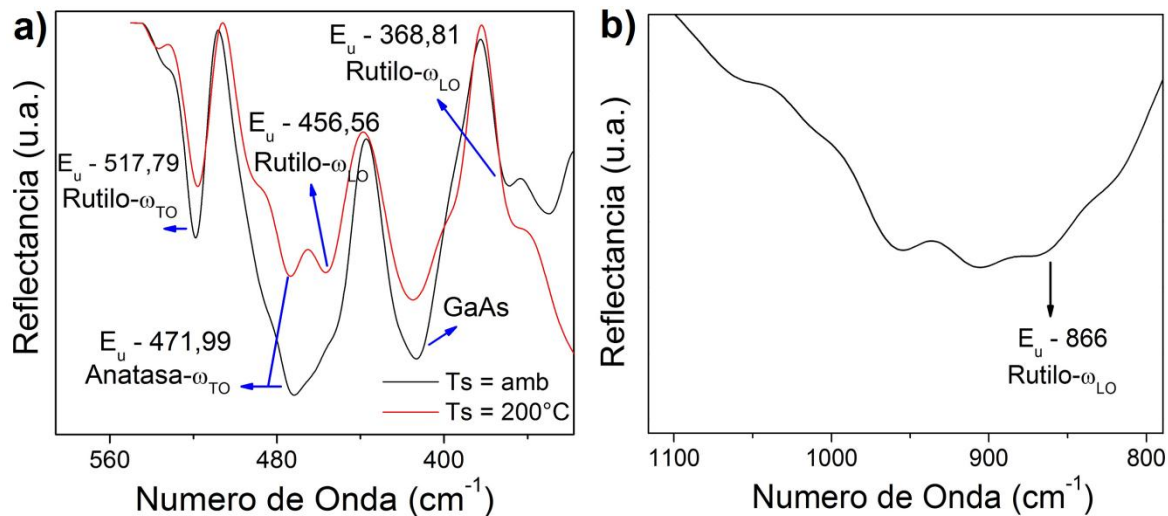 a)
E_u - 368,81
Rutilo-ω_LO
E_u - 456,56
Rutilo-ω_LO
E_u - 517,79
Rutilo-ω_TO
GaAs
E_u - 471,99
Anatasa-ω_TO
Ts = amb
Ts = 200°C
Reflectancia (u.a.)
560 480 400
Numero de Onda (cm⁻¹)
b)
Reflectancia (u.a.)
E_u - 866
Rutilo-ω_LO
1100 1000 900 800
Numero de Onda (cm⁻¹)